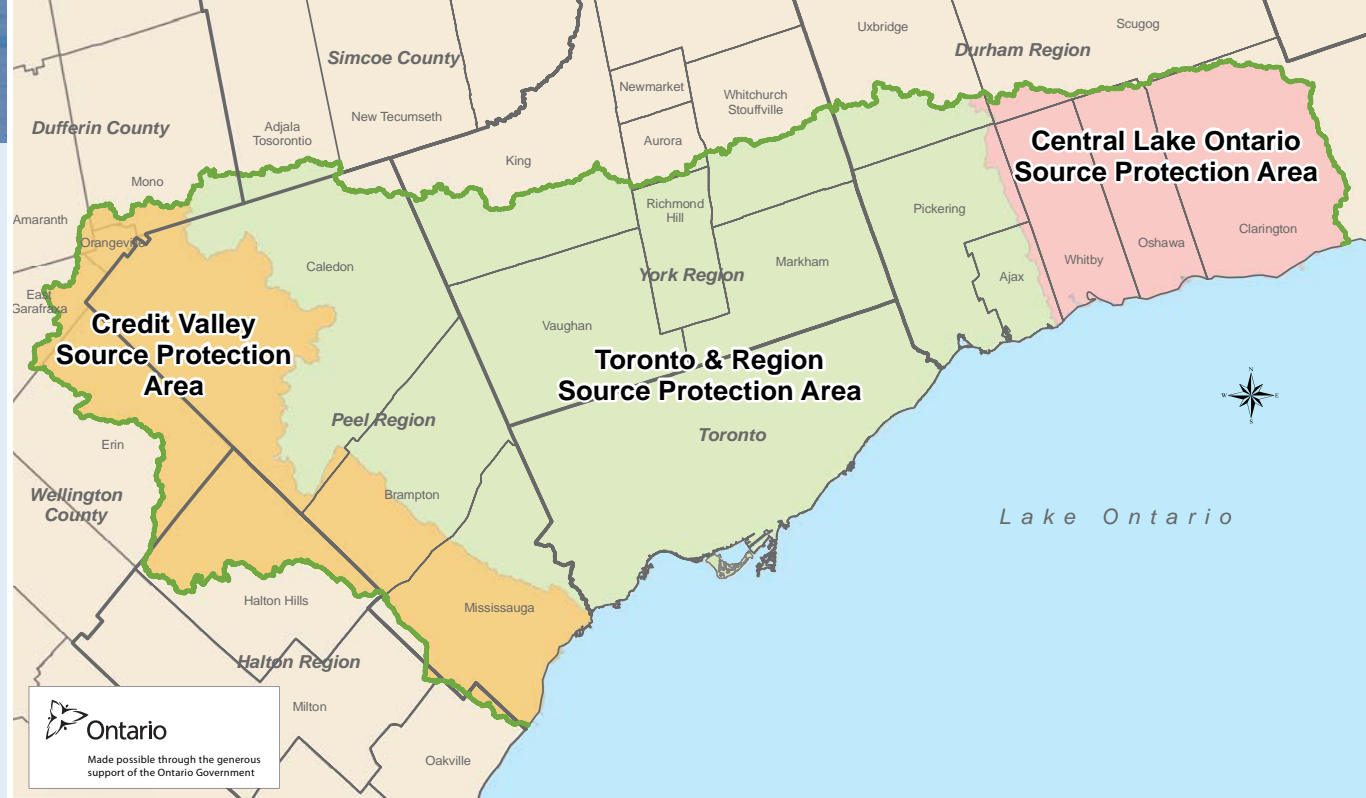 Uxbridge
Scugog
Durham Region
Simcoe County
Newmarket
Whitchurch
Stouffville
Dufferin County
Adjala
Tosorontio
New Tecumseth
Aurora
King
Central Lake Ontario
Source Protection Area
Mono
Amaranth
Orangeville
Richmond
Hill
Pickering
Clarington
Oshawa
Whitby
Caledon
York Region
Markham
Ajax
East
Garafraxa
Credit Valley
Source Protection
Area
Vaughan
Toronto & Region
Source Protection Area
Peel Region
Toronto
Erin
Wellington
County
Brampton
Lake Ontario
N
W
E
S
Halton Hills
Mississauga
Halton Region
Milton
Oakville
Ontario
Made possible through the generous
support of the Ontario Government